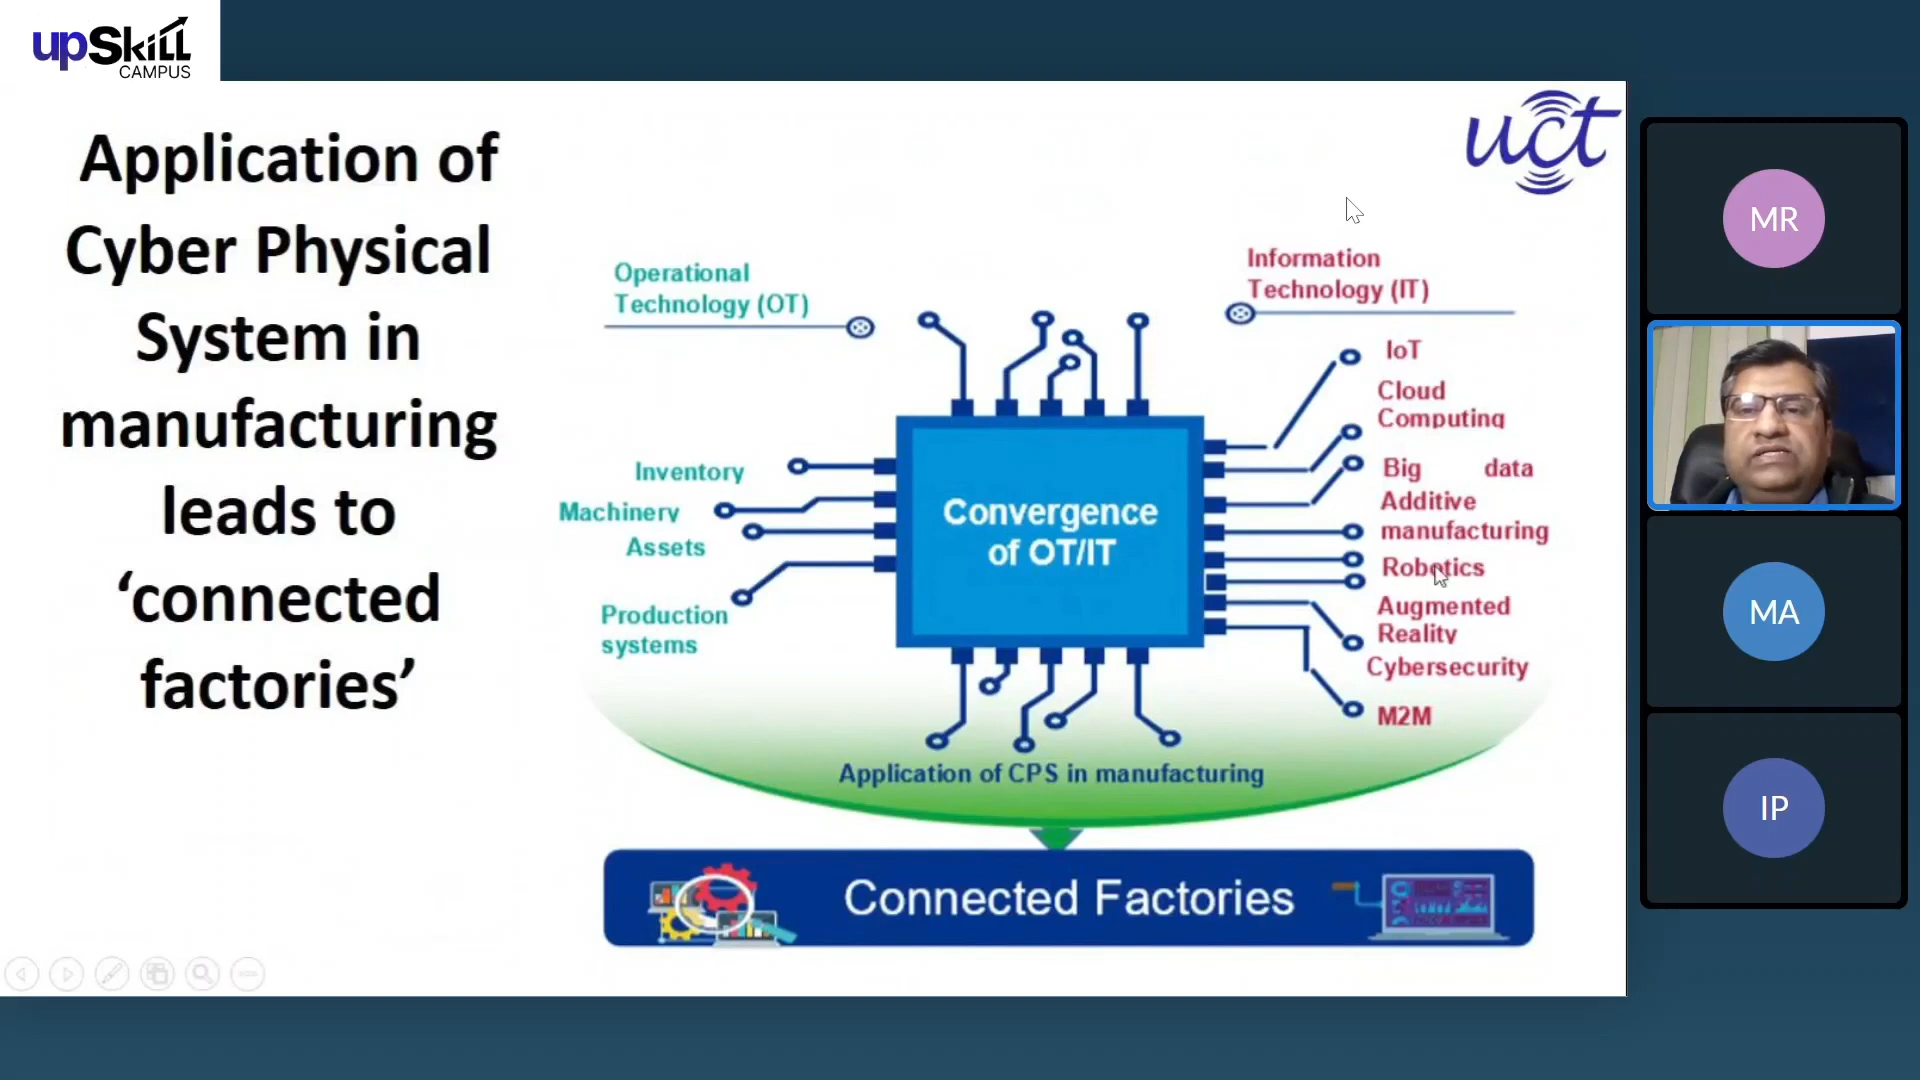 upSkill
CAMPUS
uct
Application of
Cyber Physical
System in
manufacturing
leads to
‘connected
factories’
Operational
Technology (OT)
Inventory
Machinery
Assets
Production
systems
Convergence
of OT/IT
Information
Technology (IT)
IoT
Cloud
Computing
Big data
Additive
manufacturing
Robotics
Augmented
Reality
Cybersecurity
M2M
Application of CPS in manufacturing
Connected Factories
MR
MA
IP